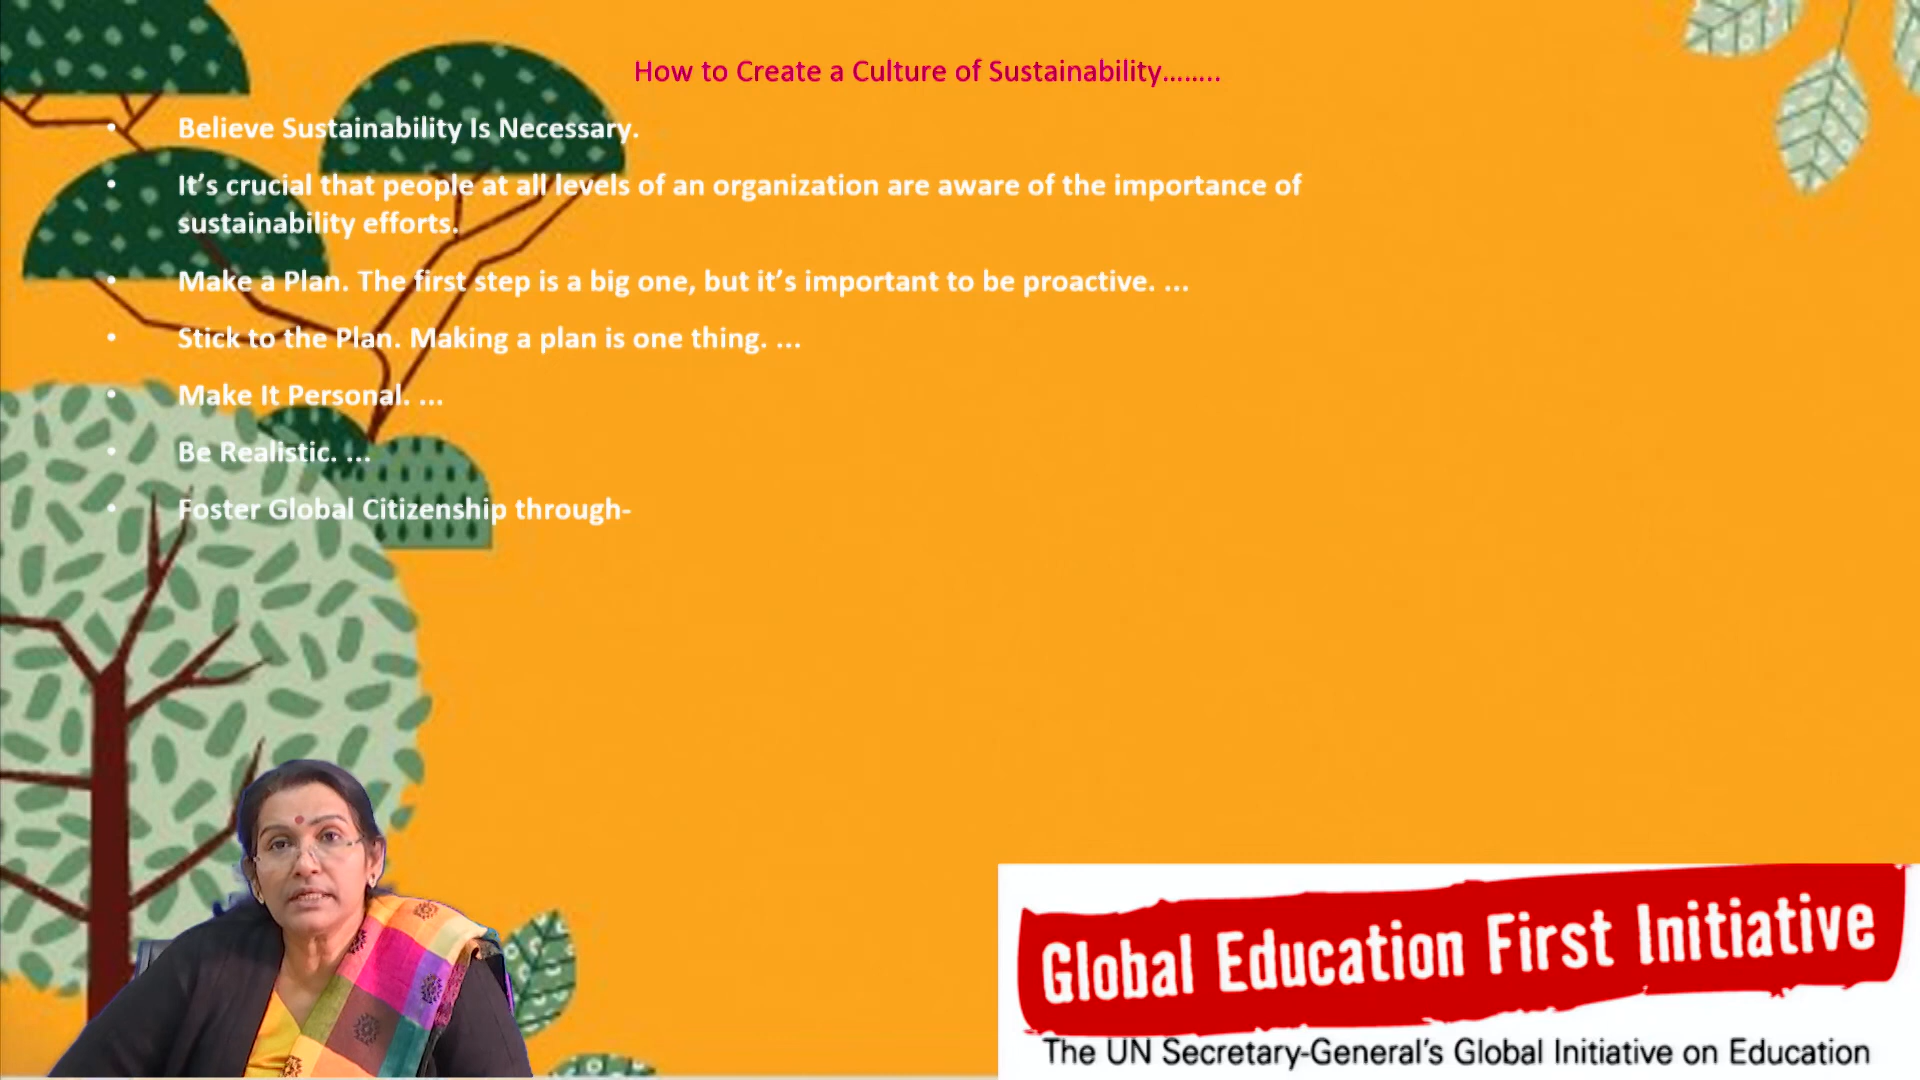 How to Create a Culture of Sustainability........
• Believe Sustainability Is Necessary.
• It’s crucial that people at all levels of an organization are aware of the importance of
sustainability efforts.
• Make a Plan. The first step is a big one, but it’s important to be proactive. ...
• Stick to the Plan. Making a plan is one thing. ...
• Make It Personal. ...
• Be Realistic. ...
• Foster Global Citizenship through-
Global Education First Initiative
The UN Secretary-General’s Global Initiative on Education